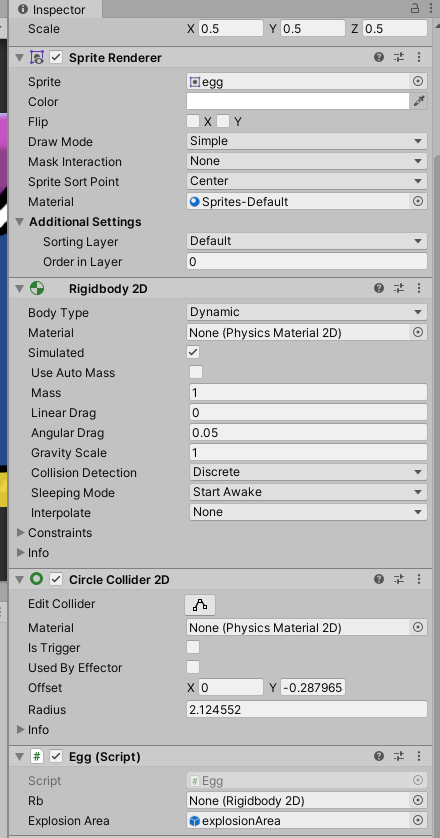 Inspector
Scale X 0.5 Y 0.5 Z 0.5
Sprite Renderer
Sprite egg
Color
Flip X Y
Draw Mode Simple
Mask Interaction None
Sprite Sort Point Center
Material Sprites-Default
Additional Settings
Sorting Layer Default
Order in Layer 0
Rigidbody 2D
Body Type Dynamic
Material None (Physics Material 2D)
Simulated
Use Auto Mass
Mass 1
Linear Drag 0
Angular Drag 0.05
Gravity Scale 1
Collision Detection Discrete
Sleeping Mode Start Awake
Interpolate None
Constraints
Info
Circle Collider 2D
Edit Collider
Material None (Physics Material 2D)
Is Trigger
Used By Effector
Offset X 0 Y -0.287965
Radius 2.124552
Info
# Egg (Script)
Script # Egg
Rb None (Rigidbody 2D)
Explosion Area explosionArea